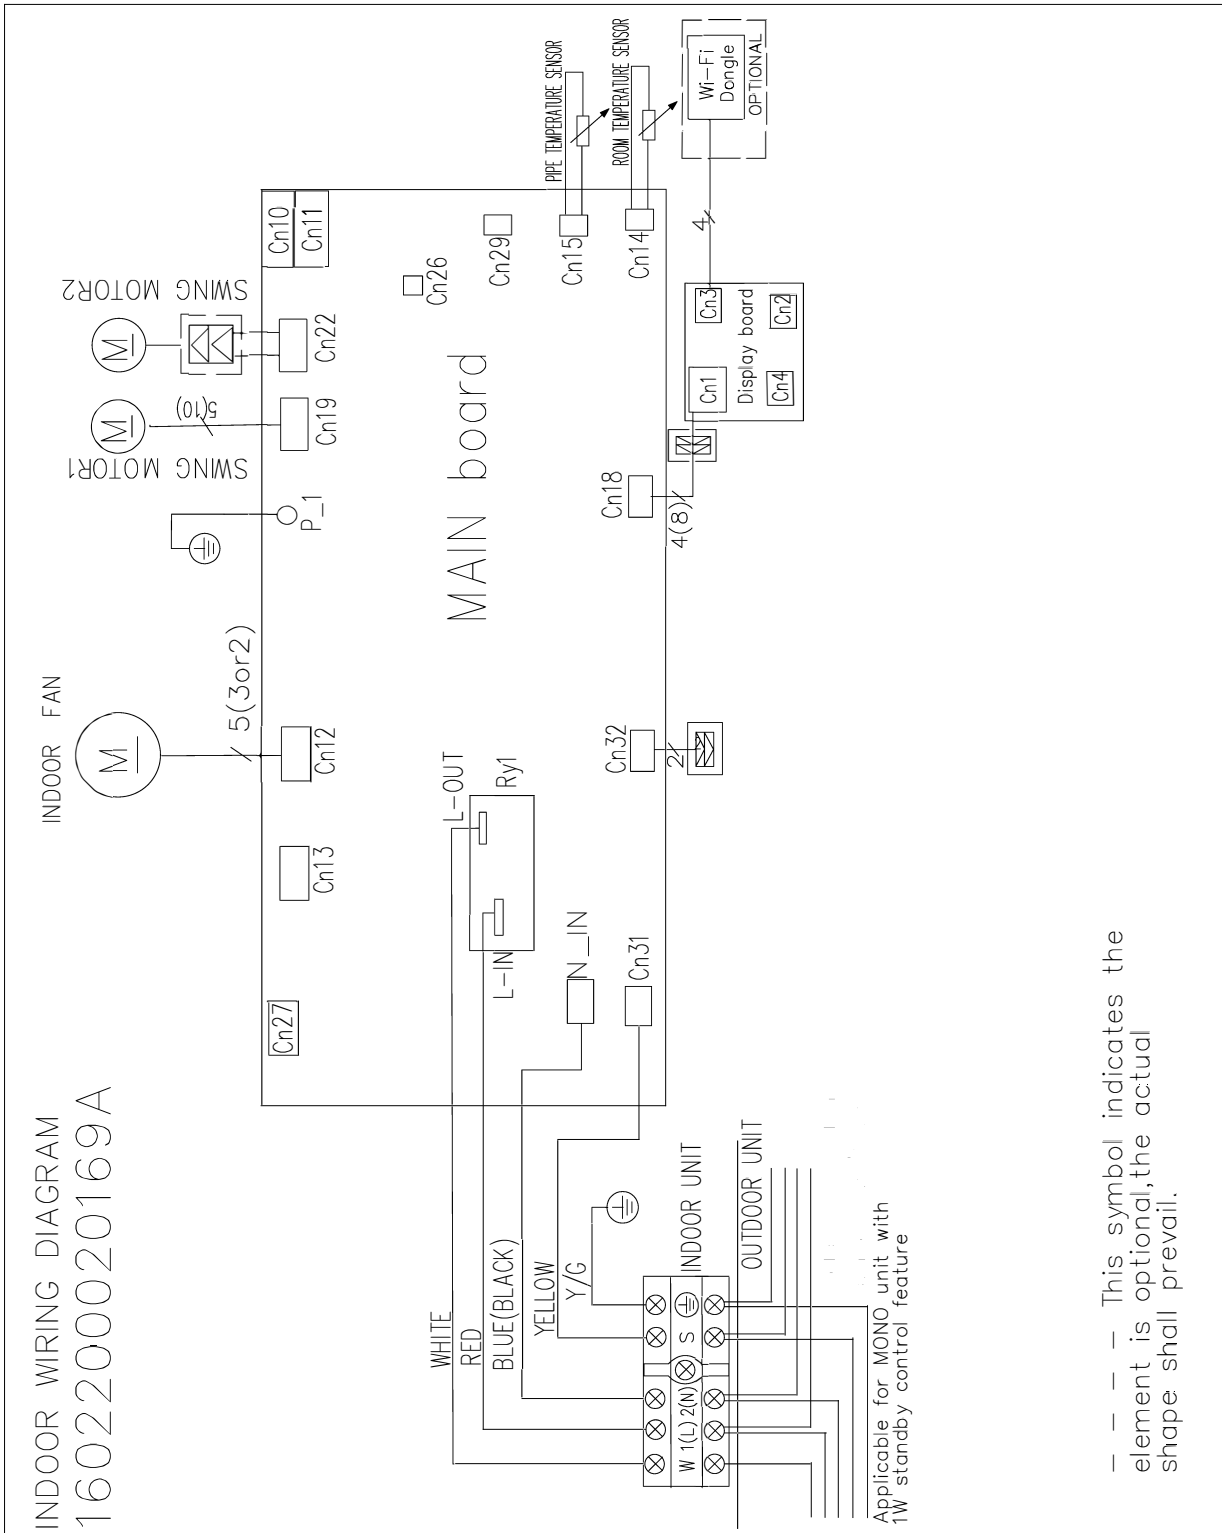 INDOOR WIRING DIAGRAM
16022000020169A
INDOOR FAN
5(3or2)
M
SWING MOTOR1
M
5(10)
SWING MOTOR2
M
Cn27
Cn13
Cn12
P_1
Cn19
Cn22
Cn10
Cn11
MAIN board
Cn26
Cn29
L-OUT
Ry1
L-IN
N_IN
Cn31
Cn32
2
Cn18
4(8)
Cn15
PIPE TEMPERATURE SENSOR
Cn14
ROOM TEMPERATURE SENSOR
Wi-Fi
Dongle
OPTIONAL
4
Cn1
Cn3
Display board
Cn4
Cn2
WHITE
RED
BLUE(BLACK)
YELLOW
Y/G
W 1(L) 2(N) S
INDOOR UNIT
OUTDOOR UNIT
Applicable for MONO unit with
1W standby control feature
- - - - This symbol indicates the
element is optional,the actual
shape shall prevail.